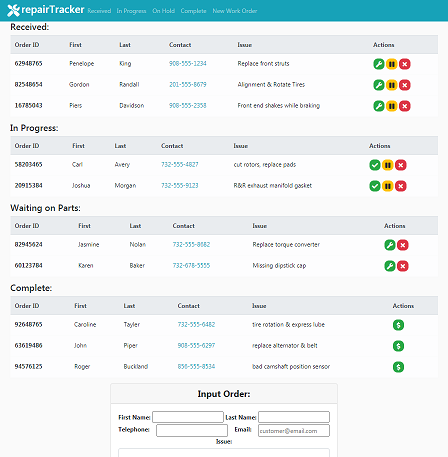 repairTracker Received In Progress On Hold Complete New Work Order
Received:
Order ID First Last Contact Issue Actions
62948765 Penelope King 908-555-1234 Replace front struts
82548654 Gordon Randall 201-555-8679 Alignment & Rotate Tires
16785043 Piers Davidson 908-555-2358 Front end shakes while braking
In Progress:
Order ID First Last Contact Issue Actions
58203465 Carl Avery 732-555-4827 cut rotors, replace pads
20915384 Joshua Morgan 732-555-9123 R&R exhaust manifold gasket
Waiting on Parts:
Order ID First Last Contact Issue Actions
82945624 Jasmine Nolan 732-555-8682 Replace torque converter
60123784 Karen Baker 732-678-5555 Missing dipstick cap
Complete:
Order ID First Last Contact Issue Actions
92648765 Caroline Tayler 732-555-6482 tire rotation & express lube
63619486 John Piper 908-555-6297 replace alternator & belt
94576125 Roger Buckland 856-555-8534 bad camshaft position sensor
Input Order:
First Name: Last Name:
Telephone: Email: customer@email.com
Issue: